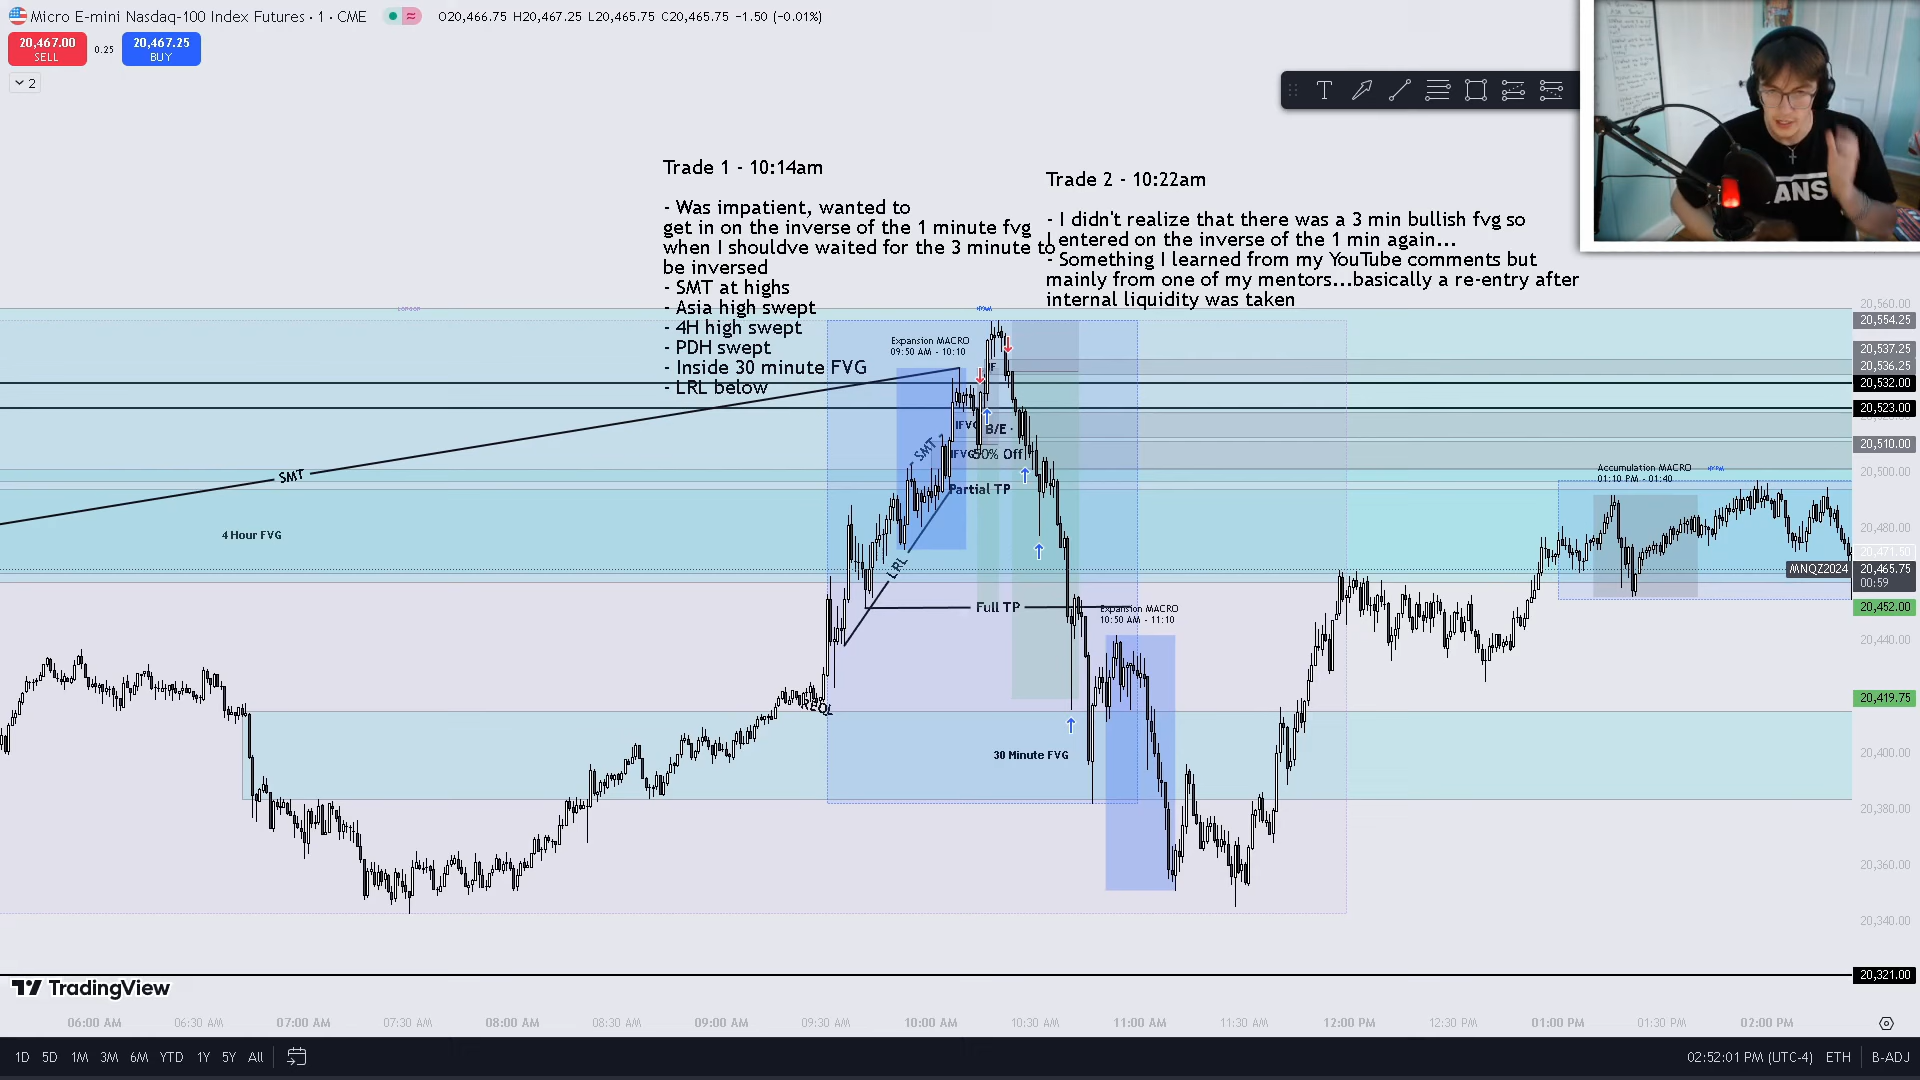 Micro E-mini Nasdaq-100 Index Futures · 1 · CME
O20,466.75 H20,467.25 L20,465.75 C20,465.75 −1.50 (−0.01%)
20,467.00
SELL
0.25
20,467.25
BUY
2
Trade 1 - 10:14am
- Was impatient, wanted to
get in on the inverse of the 1 minute fvg
when I shouldve waited for the 3 minute to
be inversed
- SMT at highs
- Asia high swept
- 4H high swept
- PDH swept
- Inside 30 minute FVG
- LRL below
Trade 2 - 10:22am
- I didn't realize that there was a 3 min bullish fvg so
I entered on the inverse of the 1 min again...
- Something I learned from my YouTube comments but
mainly from one of my mentors...basically a re-entry after
internal liquidity was taken
ANS
Expansion MACRO
09:50 AM - 10:10
SMT
SMT
IFVG
B/E
IFVG
50% Off
Partial TP
LRL
Full TP
4 Hour FVG
REQL
30 Minute FVG
Expansion MACRO
10:50 AM - 11:10
Accumulation MACRO
01:10 PM - 01:40
20,560.00
20,554.25
20,537.25
20,536.25
20,532.00
20,523.00
20,510.00
20,500.00
20,480.00
20,471.50
MNQZ2024
20,465.75
00:59
20,452.00
20,440.00
20,419.75
20,400.00
20,380.00
20,360.00
20,340.00
20,321.00
TradingView
06:00 AM 06:30 AM 07:00 AM 07:30 AM 08:00 AM 08:30 AM 09:00 AM 09:30 AM 10:00 AM 10:30 AM 11:00 AM 11:30 AM 12:00 PM 12:30 PM 01:00 PM 01:30 PM 02:00 PM
1D 5D 1M 3M 6M YTD 1Y 5Y All
02:52:01 PM (UTC-4) ETH B-ADJ